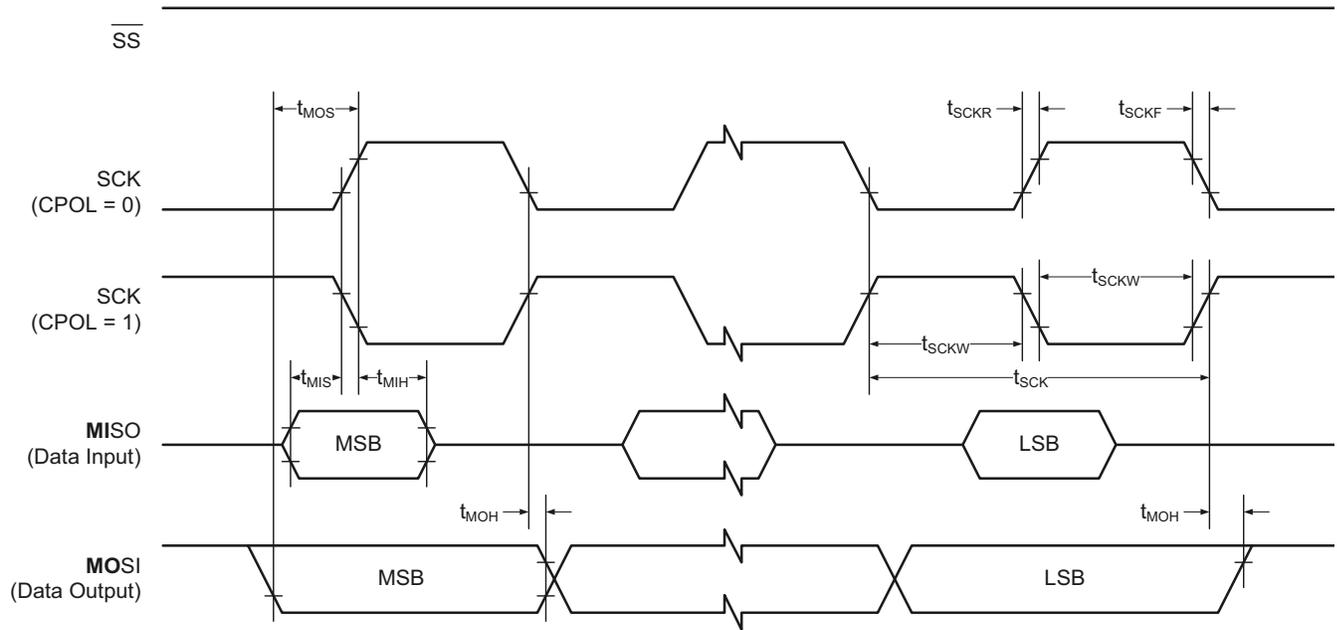 SS
tMOS
tSCKR
tSCKF
SCK
(CPOL = 0)
SCK
(CPOL = 1)
tSCKW
tSCKW
tMIS
tMIH
tSCK
MISO
(Data Input)
MSB
LSB
tMOH
tMOH
MOSI
(Data Output)
MSB
LSB